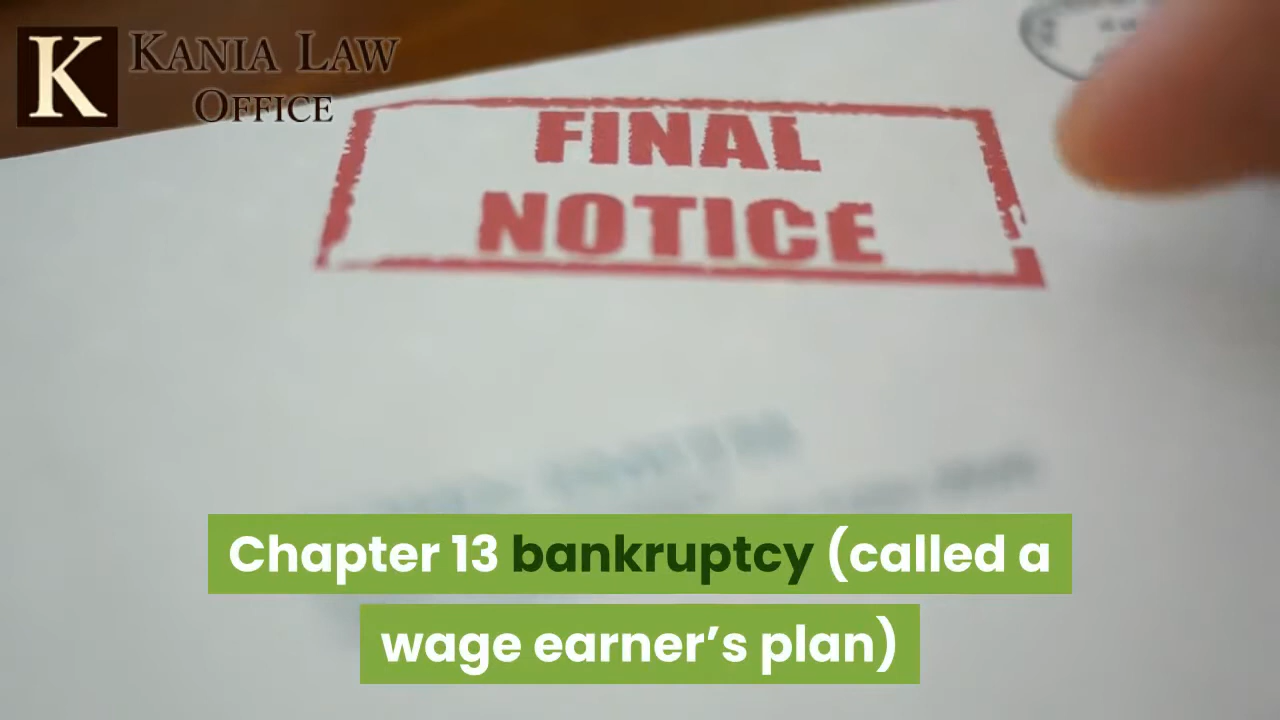 K
KANIA LAW
OFFICE
FINAL
NOTICE
Chapter 13 bankruptcy (called a
wage earner’s plan)